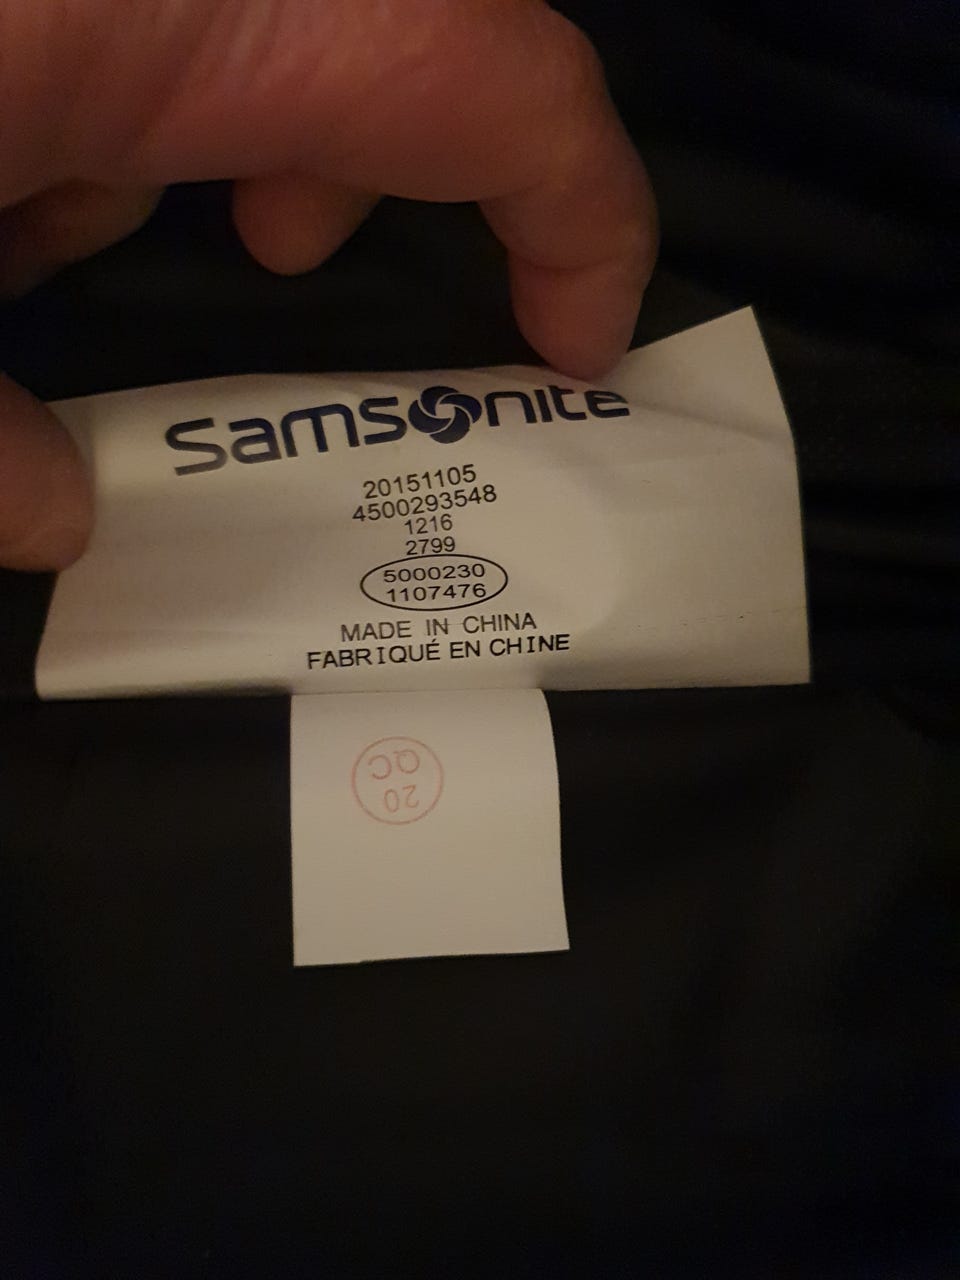 Samsonite
20151105
4500293548
1216
2799
5000230
1107476
MADE IN CHINA
FABRIQUÉ EN CHINE
20
QC